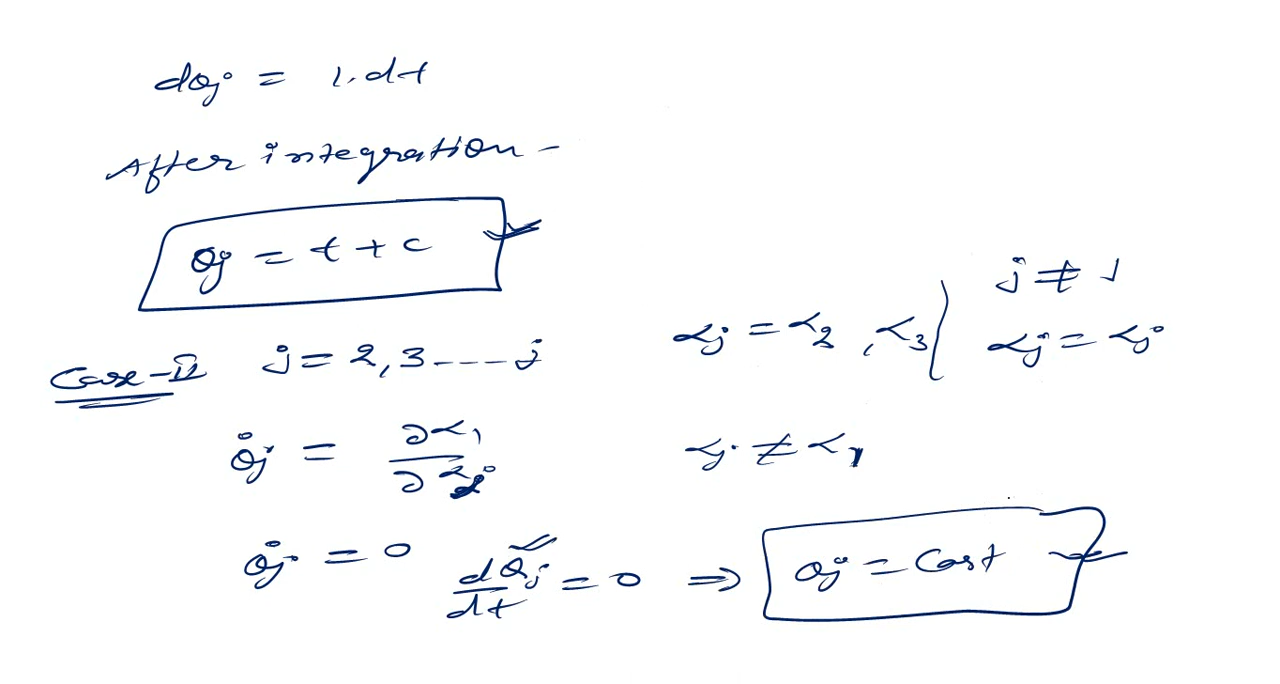 dQj = 1.dt
After integration -
Qj = t + c
j ≠ 1
αj = α2 , α3 } αj = αj
Case-II j = 2, 3 ---- j
Q̇j = ∂α1 / ∂αj αj ≠ α1
Q̇j = 0 dQj/dt = 0 ⇒ Qj = Cost